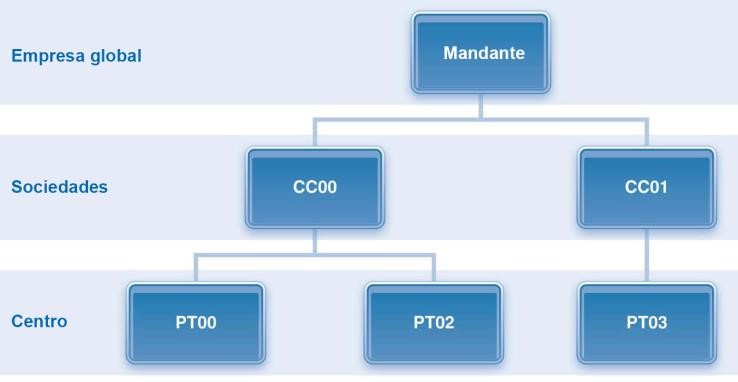 Empresa global
Mandante
Sociedades
CC00
CC01
Centro
PT00
PT02
PT03